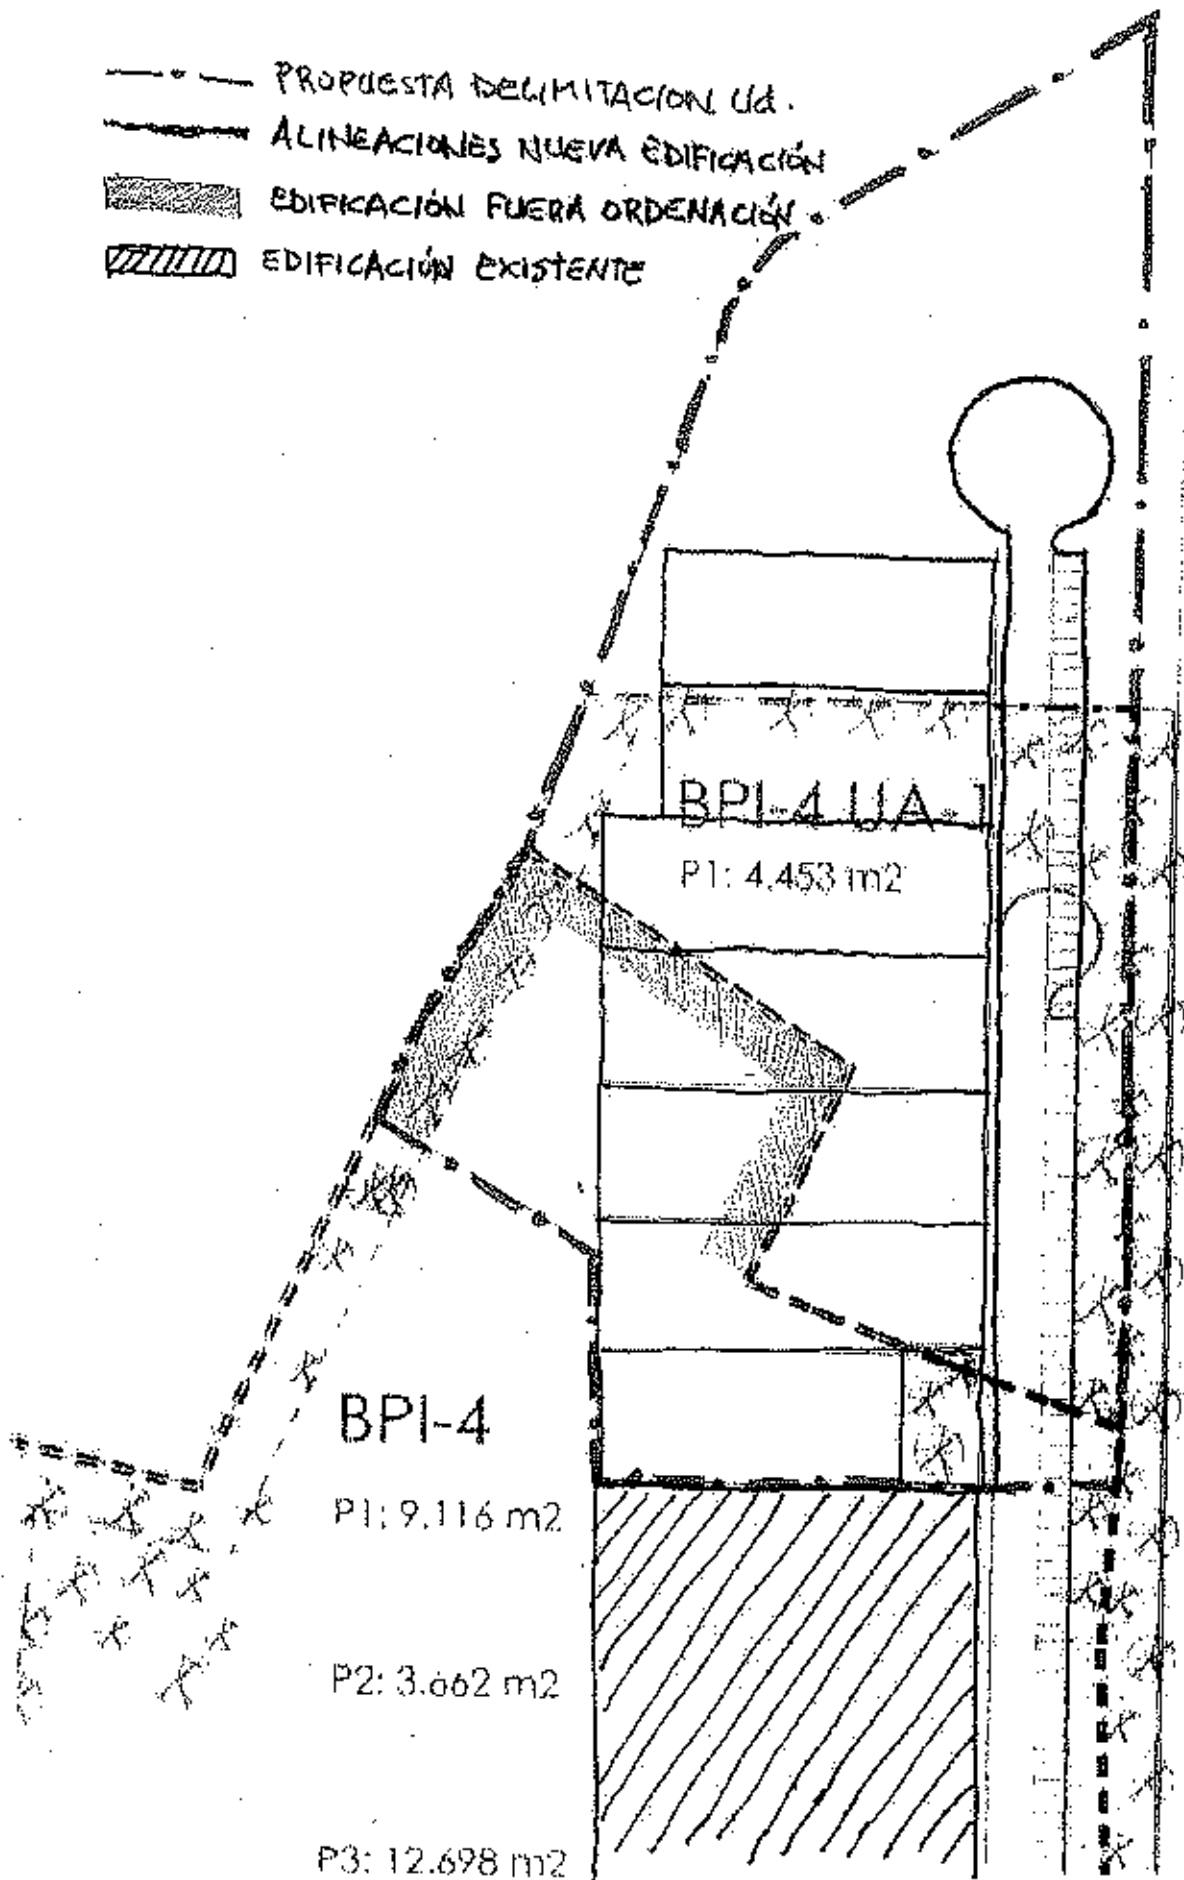 PROPUESTA DELIMITACION Ud.
ALINEACIONES NUEVA EDIFICACIÓN
EDIFICACIÓN FUERA ORDENACIÓN
EDIFICACIÓN EXISTENTE
BPI-4 UA-1
P1: 4.453 m2
BPI-4
P1: 9.116 m2
P2: 3.662 m2
P3: 12.698 m2